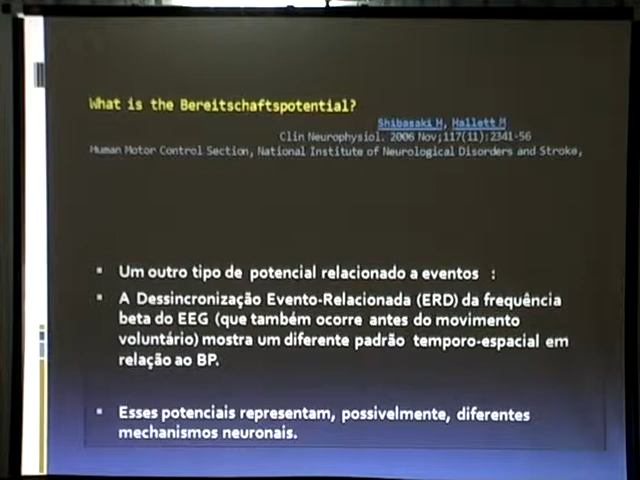 What is the Bereitschaftspotential?
Shibasaki H, Hallett M
Clin Neurophysiol. 2006 Nov;117(11):2341-56
Human Motor Control Section, National Institute of Neurological Disorders and Stroke,
▪ Um outro tipo de potencial relacionado a eventos :
▪ A Dessincronização Evento-Relacionada (ERD) da frequência
beta do EEG (que também ocorre antes do movimento
voluntário) mostra um diferente padrão temporo-espacial em
relação ao BP.
▪ Esses potenciais representam, possivelmente, diferentes
mechanismos neuronais.